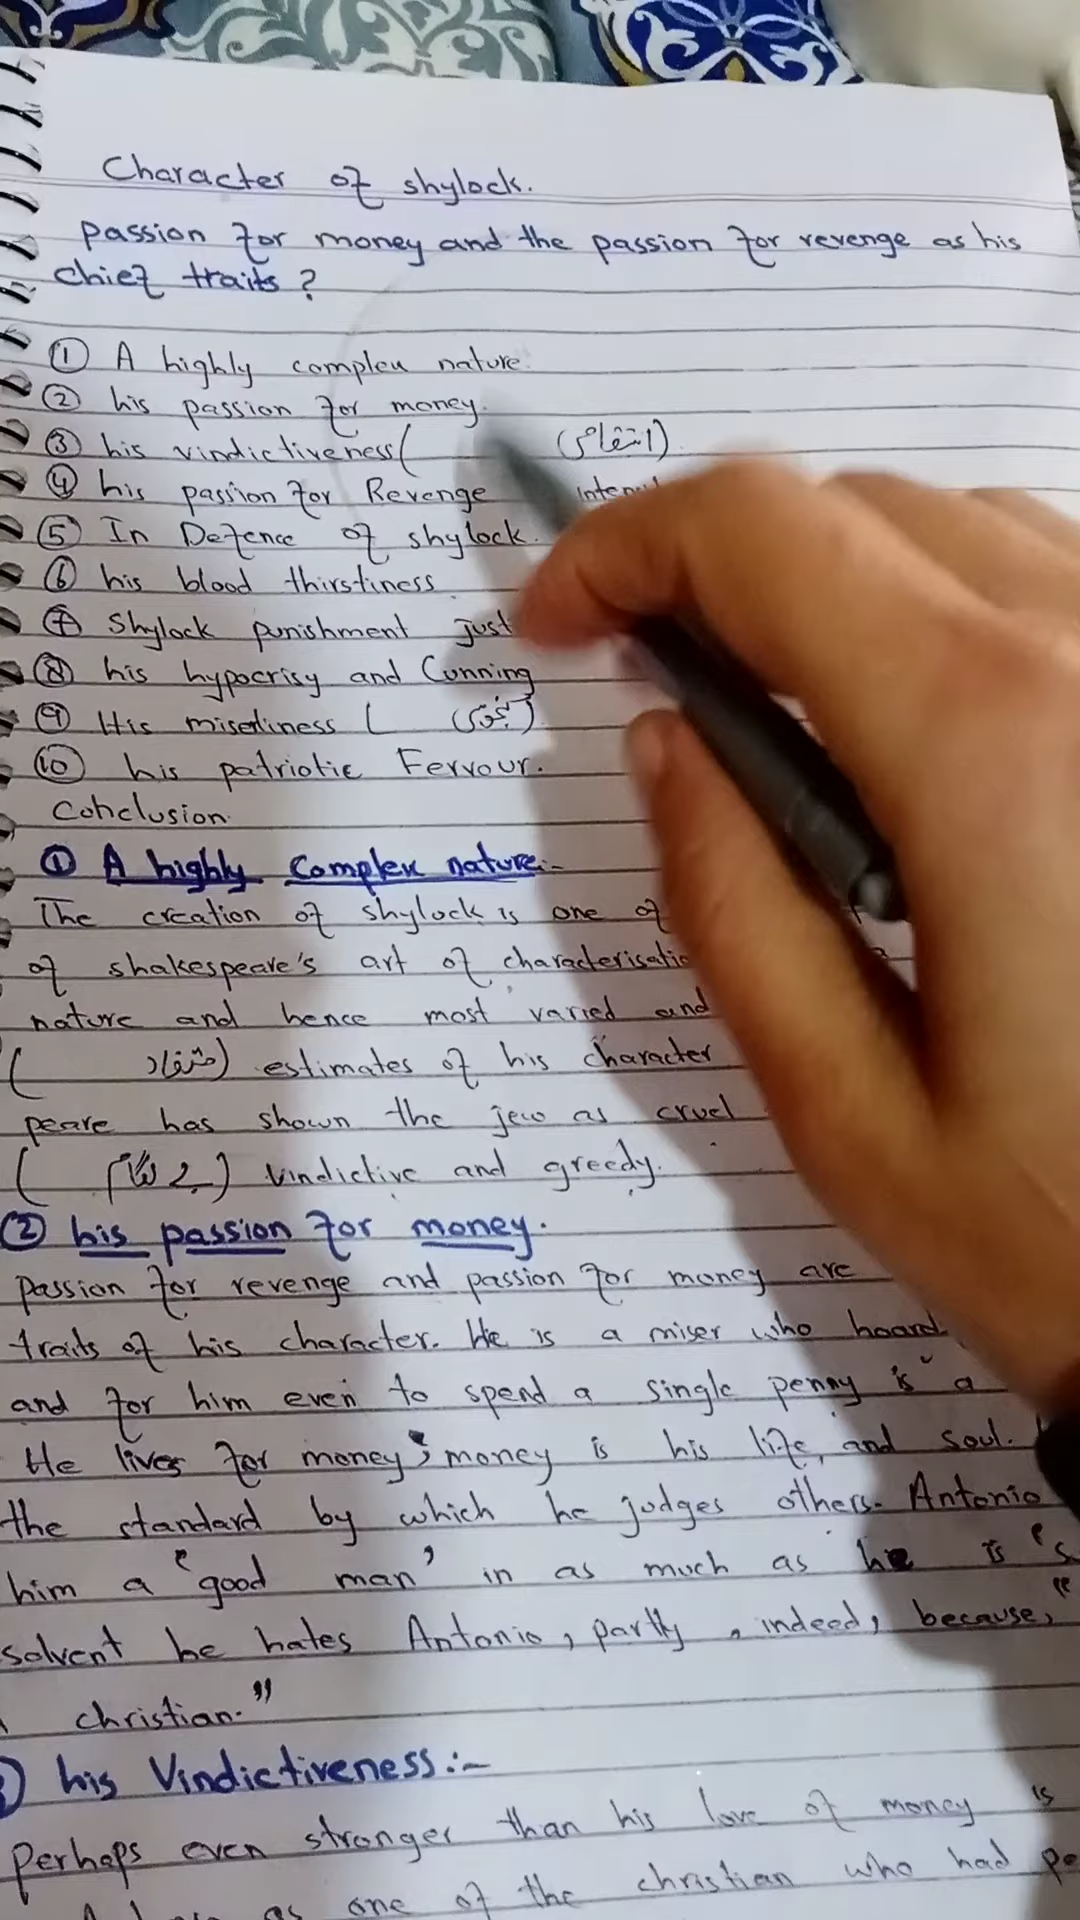 Character of shylock.
passion for money and the passion for revenge as his
chief traits?
① A highly complex nature.
② his passion for money.
③ his vindictiveness( انتقامی)
④ his passion for Revenge
⑤ In Defence of shylock.
⑥ his blood thirstiness
⑦ Shylock punishment just
⑧ his hypocrisy and Cunning
⑨ His miserliness ( کنجوسی)
⑩ his patriotic Fervour.
Conclusion.
① A highly Complex nature:-
The creation of shylock is one of
of shakespeare's art of
nature and hence most varied and
( متضاد) estimates of his character
peare has shown the jew as cruel
( ) vindictive and greedy.
② his passion for money.
passion for revenge and passion for money are
traits of his character. He is a miser who
and for him even to spend a single penny is a
He lives for money; money is his life, and soul.
the standard by which he judges others. Antonio
him a 'good man' in as much as he is
solvent he hates Antonio, partly, indeed, because, "
christian."
his Vindictiveness:-
perhaps even stronger than his love of money is
as one of the christian who had